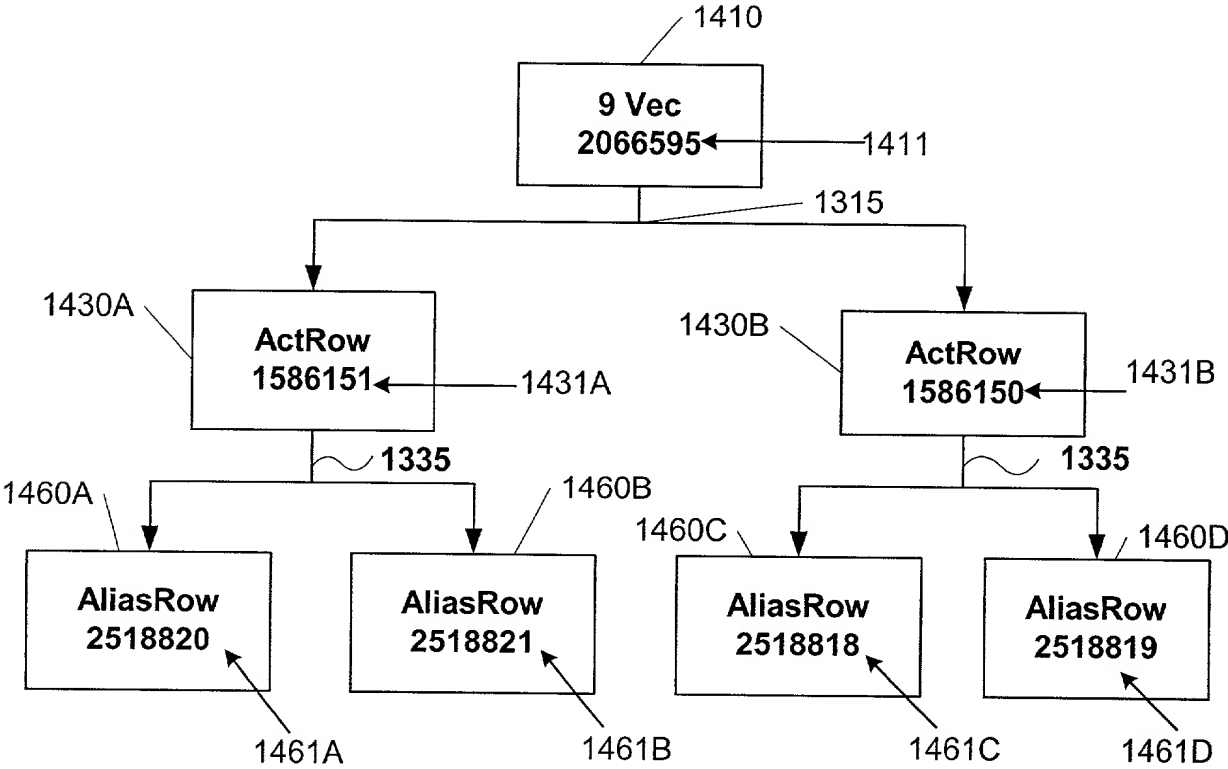 1410
9 Vec
2066595
1411
1315
1430A
ActRow
1586151
1431A
1430B
ActRow
1586150
1431B
1335
1335
1460A
AliasRow
2518820
1461A
1460B
AliasRow
2518821
1461B
1460C
AliasRow
2518818
1461C
1460D
AliasRow
2518819
1461D